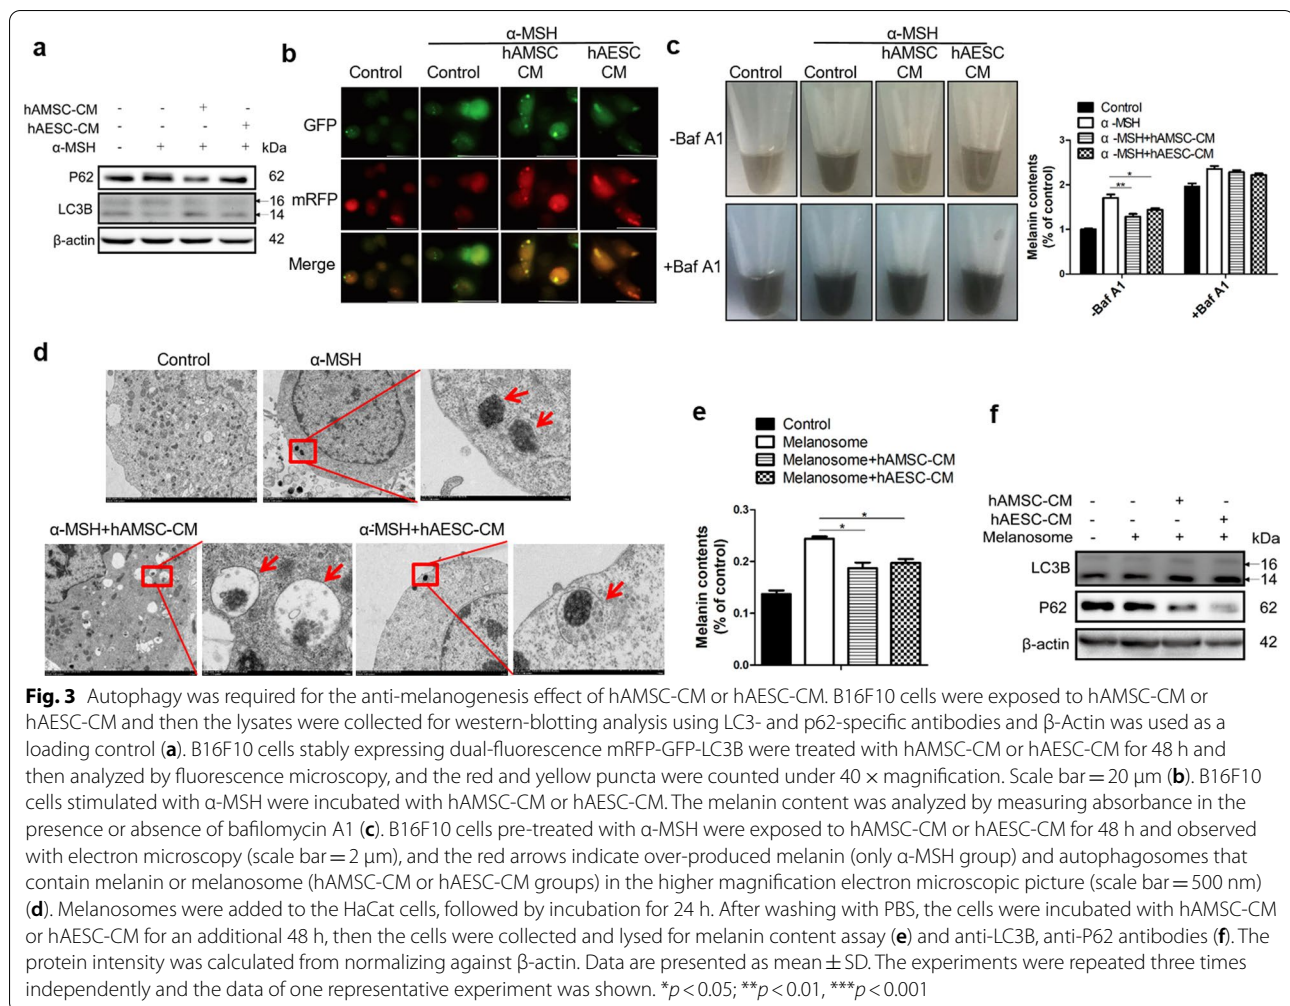 a
hAMSC-CM - - + 
hAESC-CM - - +
α-MSH - + + + kDa
P62 62
LC3B 16
14
β-actin 42
b
α-MSH
Control Control hAMSC CM hAESC CM
GFP
mRFP
Merge
c
α-MSH
Control Control hAMSC CM hAESC CM
-Baf A1
+Baf A1
Control
α-MSH
α-MSH+hAMSC-CM
α-MSH+hAESC-CM
Melanin contents
(% of control)
3
2
1
0
** *
-Baf A1 +Baf A1
d
Control α-MSH
α-MSH+hAMSC-CM α-MSH+hAESC-CM
e
Control
Melanosome
Melanosome+hAMSC-CM
Melanosome+hAESC-CM
Melanin contents
(% of control)
0.3
0.2
0.1
0.0
* *
f
hAMSC-CM - - +
hAESC-CM - - +
Melanosome - + + + kDa
LC3B 16
14
P62 62
β-actin 42
Fig. 3 Autophagy was required for the anti-melanogenesis effect of hAMSC-CM or hAESC-CM. B16F10 cells were exposed to hAMSC-CM or
hAESC-CM and then the lysates were collected for western-blotting analysis using LC3- and p62-specific antibodies and β-Actin was used as a
loading control (a). B16F10 cells stably expressing dual-fluorescence mRFP-GFP-LC3B were treated with hAMSC-CM or hAESC-CM for 48 h and
then analyzed by fluorescence microscopy, and the red and yellow puncta were counted under 40 × magnification. Scale bar = 20 μm (b). B16F10
cells stimulated with α-MSH were incubated with hAMSC-CM or hAESC-CM. The melanin content was analyzed by measuring absorbance in the
presence or absence of bafilomycin A1 (c). B16F10 cells pre-treated with α-MSH were exposed to hAMSC-CM or hAESC-CM for 48 h and observed
with electron microscopy (scale bar = 2 μm), and the red arrows indicate over-produced melanin (only α-MSH group) and autophagosomes that
contain melanin or melanosome (hAMSC-CM or hAESC-CM groups) in the higher magnification electron microscopic picture (scale bar = 500 nm)
(d). Melanosomes were added to the HaCat cells, followed by incubation for 24 h. After washing with PBS, the cells were incubated with hAMSC-CM
or hAESC-CM for an additional 48 h, then the cells were collected and lysed for melanin content assay (e) and anti-LC3B, anti-P62 antibodies (f). The
protein intensity was calculated from normalizing against β-actin. Data are presented as mean ± SD. The experiments were repeated three times
independently and the data of one representative experiment was shown. *p < 0.05; **p < 0.01, ***p < 0.001